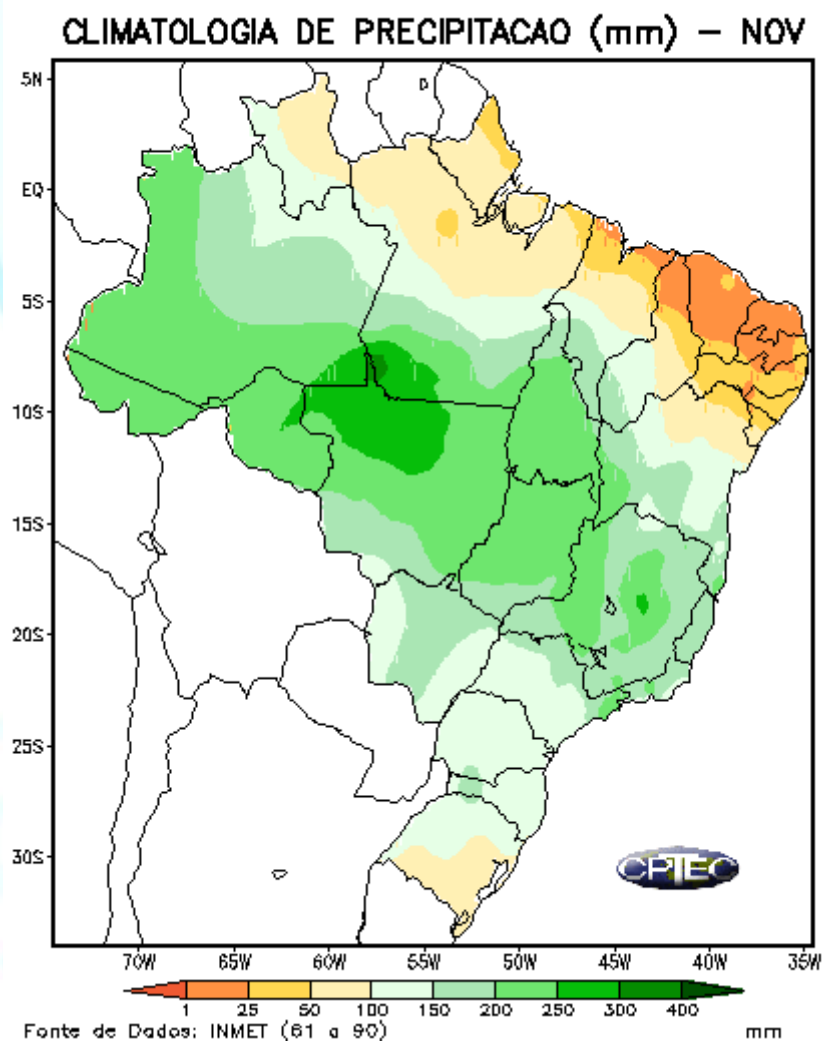 CLIMATOLOGIA DE PRECIPITACAO (mm) – NOV
5N
EQ
5S
10S
15S
20S
25S
30S
CPTEC
70W 65W 60W 55W 50W 45W 40W 35W
1 25 50 100 150 200 250 300 400
Fonte de Dados: INMET (61 a 90) mm